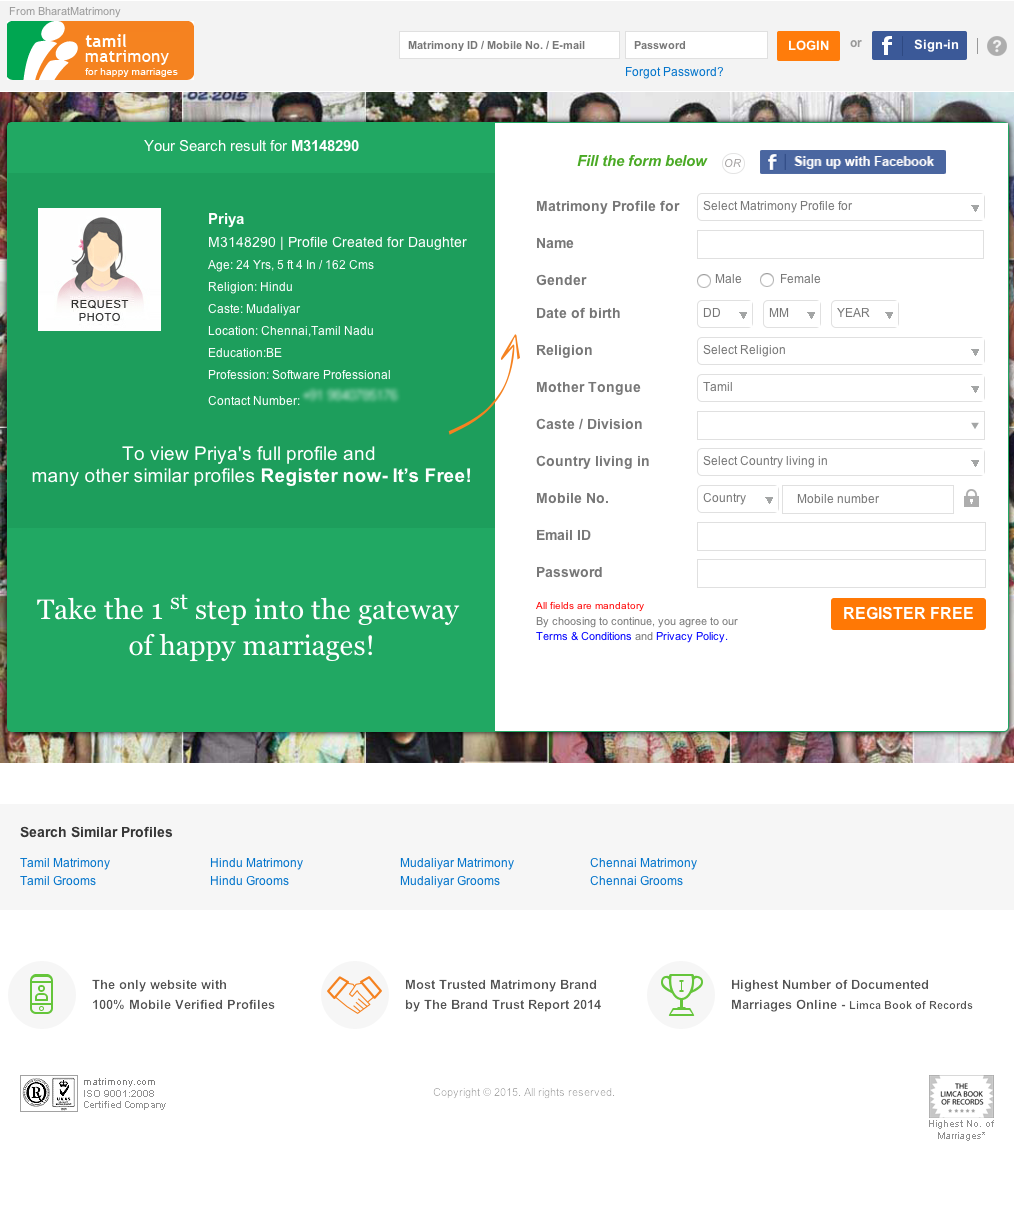 From BharatMatrimony
tamil
matrimony
for happy marriages
Matrimony ID / Mobile No. / E-mail
Password
LOGIN
or
f Sign-in
?
Forgot Password?
02.2015
Your Search result for M3148290
Priya
M3148290 | Profile Created for Daughter
Age: 24 Yrs, 5 ft 4 In / 162 Cms
Religion: Hindu
Caste: Mudaliyar
Location: Chennai,Tamil Nadu
Education:BE
Profession: Software Professional
Contact Number:
REQUEST
PHOTO
To view Priya's full profile and
many other similar profiles Register now- It's Free!
Take the 1 st step into the gateway
of happy marriages!
Fill the form below
OR
f Sign up with Facebook
Matrimony Profile for Select Matrimony Profile for
Name
Gender Male Female
Date of birth DD MM YEAR
Religion Select Religion
Mother Tongue Tamil
Caste / Division
Country living in Select Country living in
Mobile No. Country Mobile number
Email ID
Password
All fields are mandatory
By choosing to continue, you agree to our
Terms & Conditions and Privacy Policy.
REGISTER FREE
Search Similar Profiles
Tamil Matrimony Hindu Matrimony Mudaliyar Matrimony Chennai Matrimony
Tamil Grooms Hindu Grooms Mudaliyar Grooms Chennai Grooms
The only website with
100% Mobile Verified Profiles
Most Trusted Matrimony Brand
by The Brand Trust Report 2014
Highest Number of Documented
Marriages Online - Limca Book of Records
matrimony.com
ISO 9001:2008
Certified Company
Copyright © 2015. All rights reserved.
THE
LIMCA BOOK
OF RECORDS
Highest No. of
Marriages*